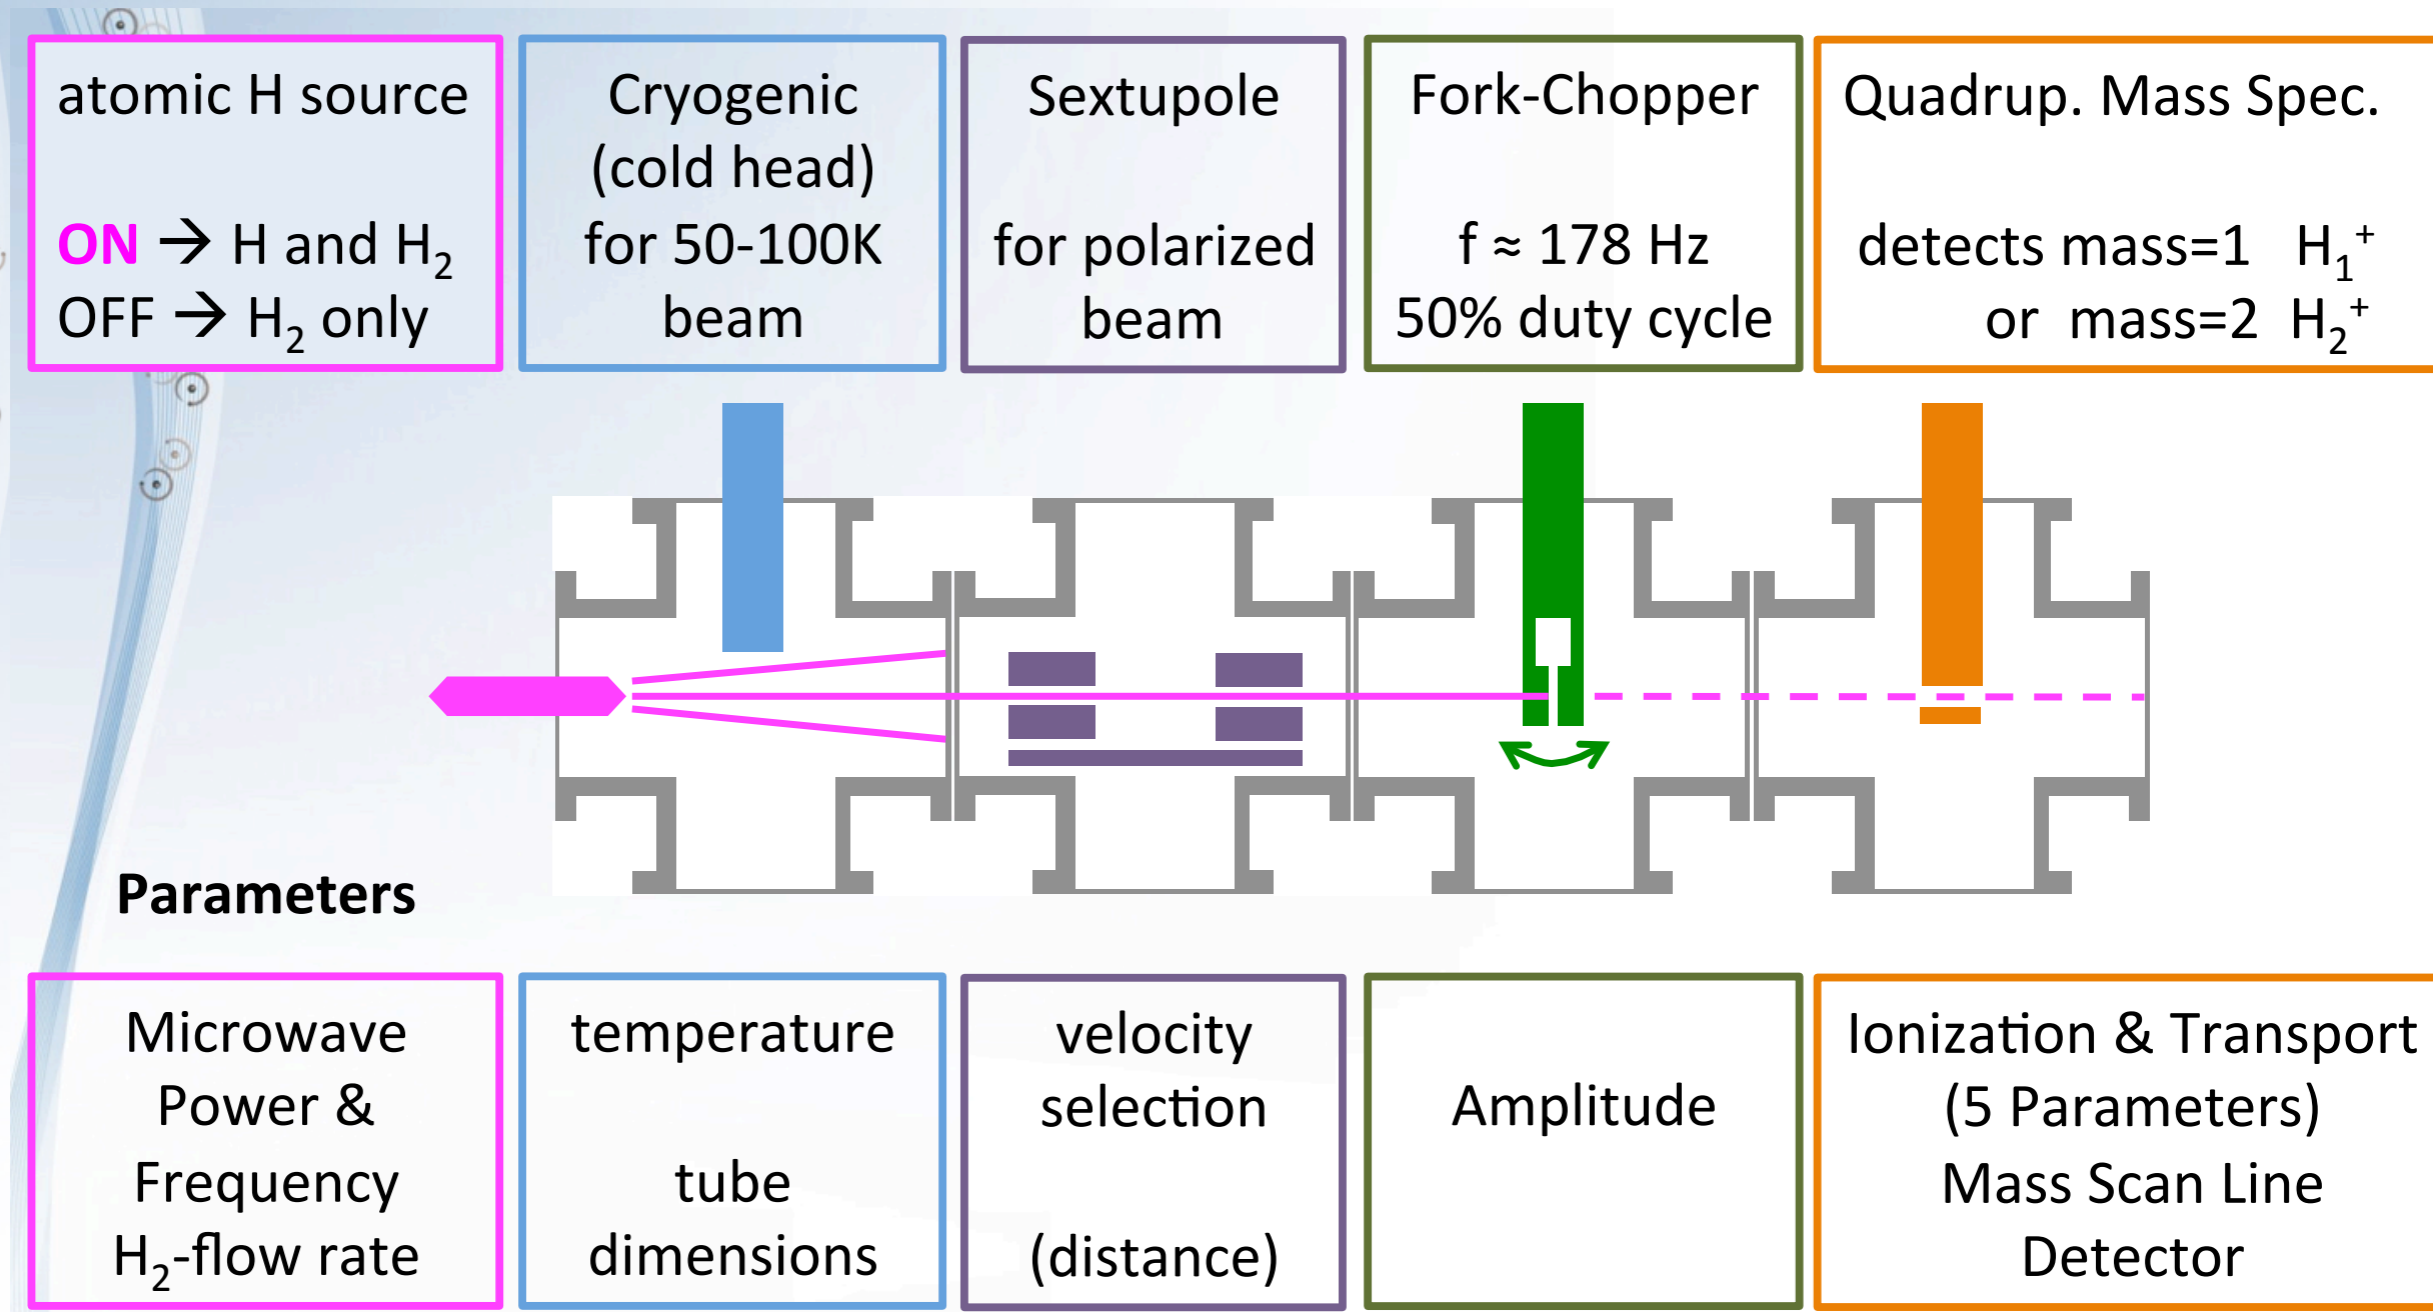 atomic H source
ON → H and H₂
OFF → H₂ only
Cryogenic
(cold head)
for 50-100K
beam
Sextupole
for polarized
beam
Fork-Chopper
f ≈ 178 Hz
50% duty cycle
Quadrup. Mass Spec.
detects mass=1 H₁⁺
or mass=2 H₂⁺
Parameters
Microwave
Power &
Frequency
H₂-flow rate
temperature
tube
dimensions
velocity
selection
(distance)
Amplitude
Ionization & Transport
(5 Parameters)
Mass Scan Line
Detector